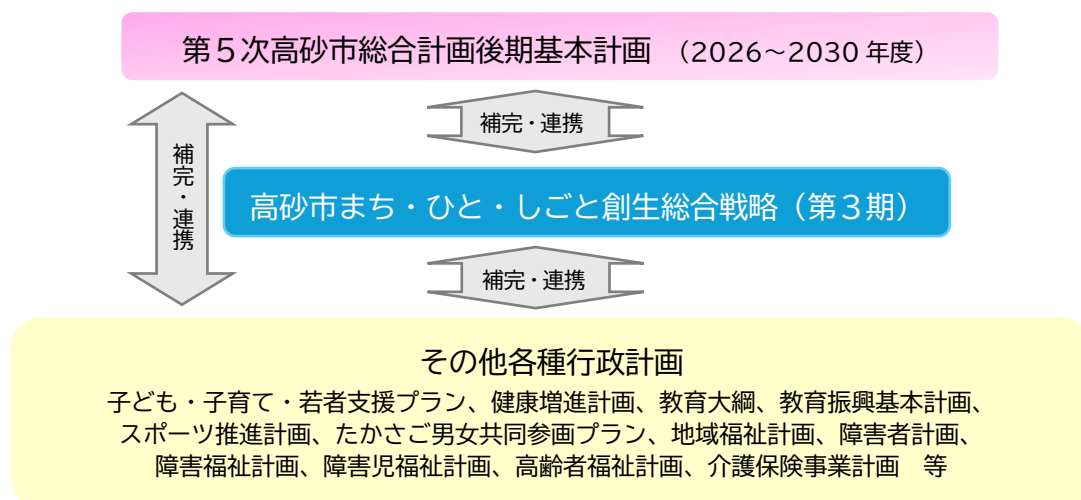 第５次高砂市総合計画後期基本計画　（2026～2030 年度）
補完・連携
補完・連携
高砂市まち・ひと・しごと創生総合戦略（第３期）
補完・連携
その他各種行政計画
子ども・子育て・若者支援プラン、健康増進計画、教育大綱、教育振興基本計画、
スポーツ推進計画、たかさご男女共同参画プラン、地域福祉計画、障害者計画、
障害福祉計画、障害児福祉計画、高齢者福祉計画、介護保険事業計画　等